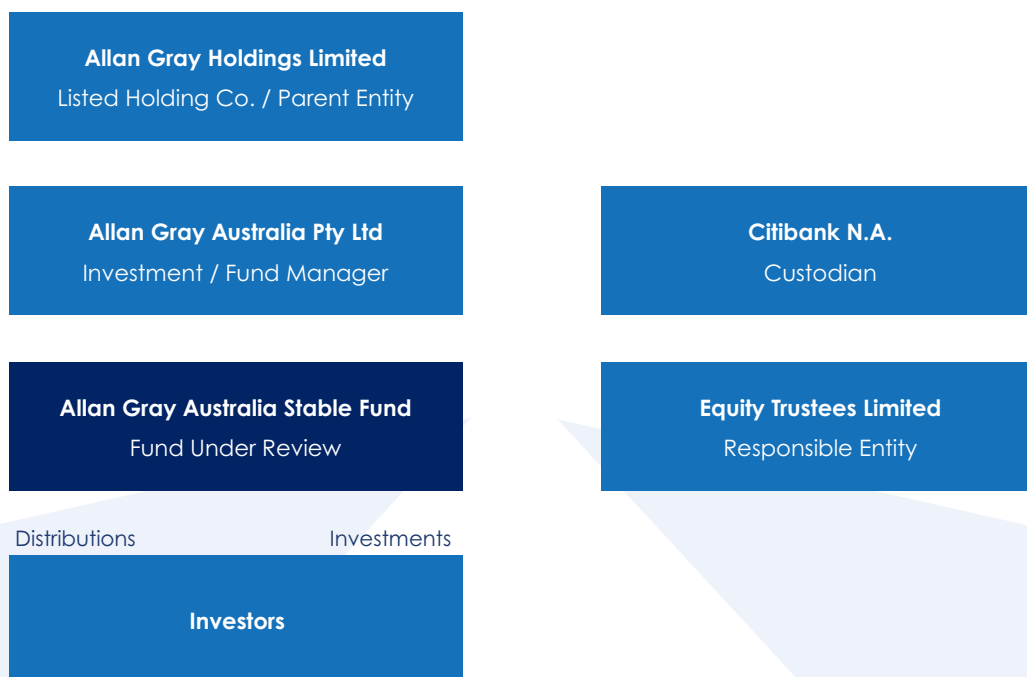 Allan Gray Holdings Limited
Listed Holding Co. / Parent Entity
Allan Gray Australia Pty Ltd
Investment / Fund Manager
Citibank N.A.
Custodian
Allan Gray Australia Stable Fund
Fund Under Review
Equity Trustees Limited
Responsible Entity
Distributions
Investments
Investors